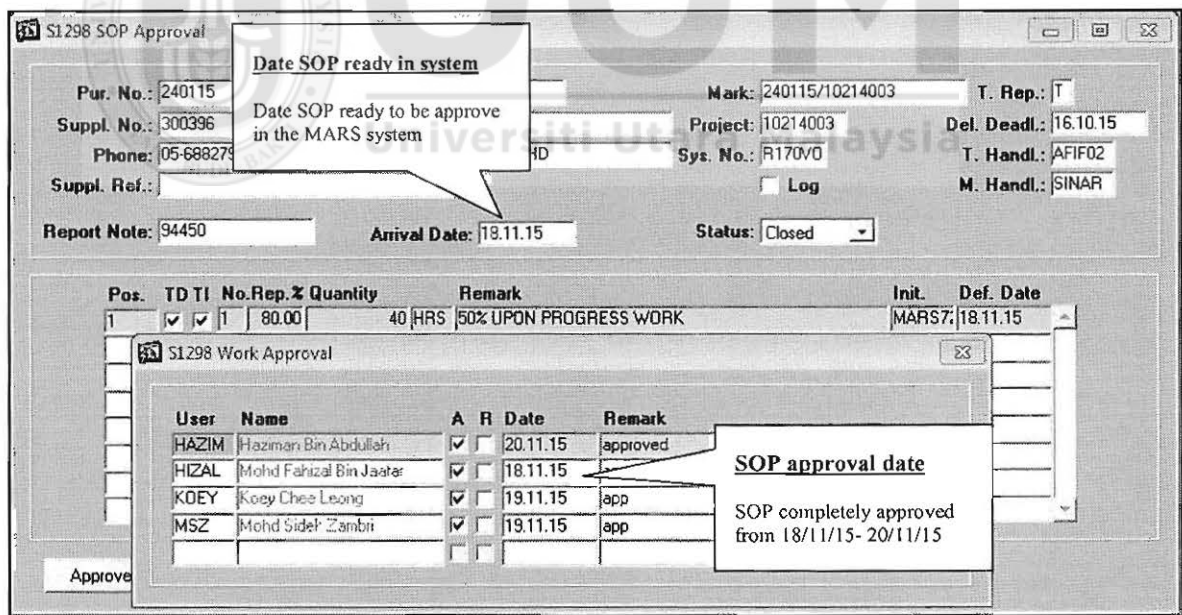 S1298 SOP Approval
Date SOP ready in system
Date SOP ready to be approve
in the MARS system
Pur. No.: 240115
Mark: 240115/10214003
T. Rep.: T
Suppl. No.: 300396
Project: 10214003
Del. Deadl.: 16.10.15
Phone: 05-688279
HD
Sys. No.: R170V0
T. Handl.: AFIF02
Suppl. Ref.:
Log
M. Handl.: SINAR
Report Note: 94450
Arrival Date: 18.11.15
Status: Closed
Universiti Utara Malaysia
Pos. TD TI No. Rep.% Quantity Remark Init. Def. Date
1 1 80.00 40 HRS 50% UPON PROGRESS WORK MARS7 18.11.15
S1298 Work Approval
User Name A R Date Remark
HAZIM Haziman Bin Abdullah 20.11.15 approved
HIZAL Mohd Fahizal Bin Jaafar 18.11.15
KOEY Koey Chee Leong 19.11.15 app
MSZ Mohd Sidek Zambri 19.11.15 app
SOP approval date
SOP completely approved
from 18/11/15- 20/11/15
Approve